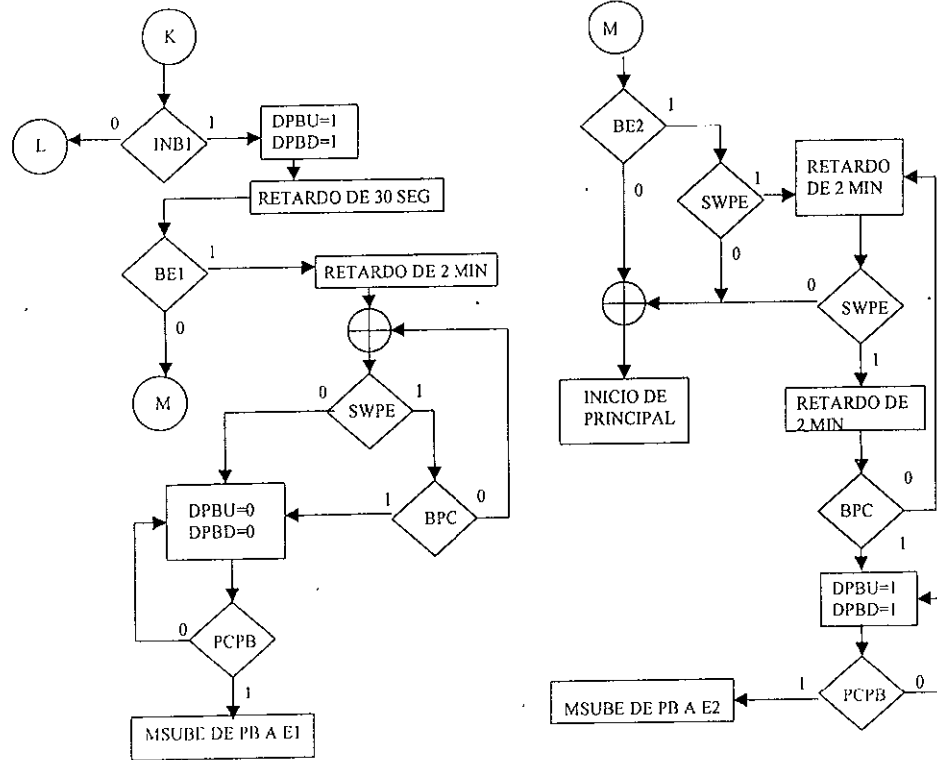 K
INB1
0
1
L
DPBU=1
DPBD=1
RETARDO DE 30 SEG
BE1
1
0
RETARDO DE 2 MIN
M
SWPE
0
1
BPC
1
0
DPBU=0
DPBD=0
PCPB
0
1
MSUBE DE PB A E1
M
BE2
1
0
SWPE
1
0
RETARDO
DE 2 MIN
SWPE
0
1
INICIO DE
PRINCIPAL
RETARDO DE
2 MIN
BPC
0
1
DPBU=1
DPBD=1
PCPB
1
0
MSUBE DE PB A E2